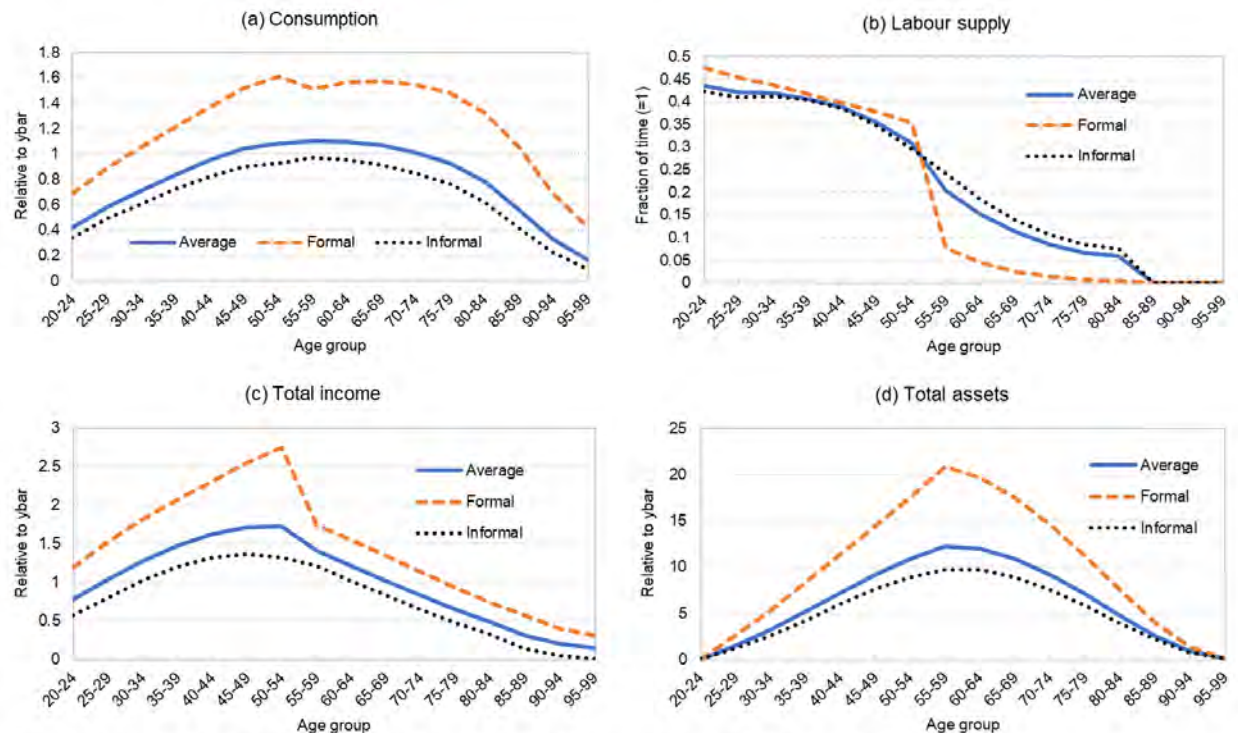 (a) Consumption
Relative to ybar
1.8
1.6
1.4
1.2
1
0.8
0.6
0.4
0.2
0
Average Formal Informal
20-24 25-29 30-34 35-39 40-44 45-49 50-54 55-59 60-64 65-69 70-74 75-79 80-84 85-89 90-94 95-99
Age group
(b) Labour supply
Fraction of time (=1)
0.5
0.45
0.4
0.35
0.3
0.25
0.2
0.15
0.1
0.05
0
Average
Formal
Informal
20-24 25-29 30-34 35-39 40-44 45-49 50-54 55-59 60-64 65-69 70-74 75-79 80-84 85-89 90-94 95-99
Age group
(c) Total income
Relative to ybar
3
2.5
2
1.5
1
0.5
0
Average
Formal
Informal
20-24 25-29 30-34 35-39 40-44 45-49 50-54 55-59 60-64 65-69 70-74 75-79 80-84 85-89 90-94 95-99
Age group
(d) Total assets
Relative to ybar
25
20
15
10
5
0
Average
Formal
Informal
20-24 25-29 30-34 35-39 40-44 45-49 50-54 55-59 60-64 65-69 70-74 75-79 80-84 85-89 90-94 95-99
Age group